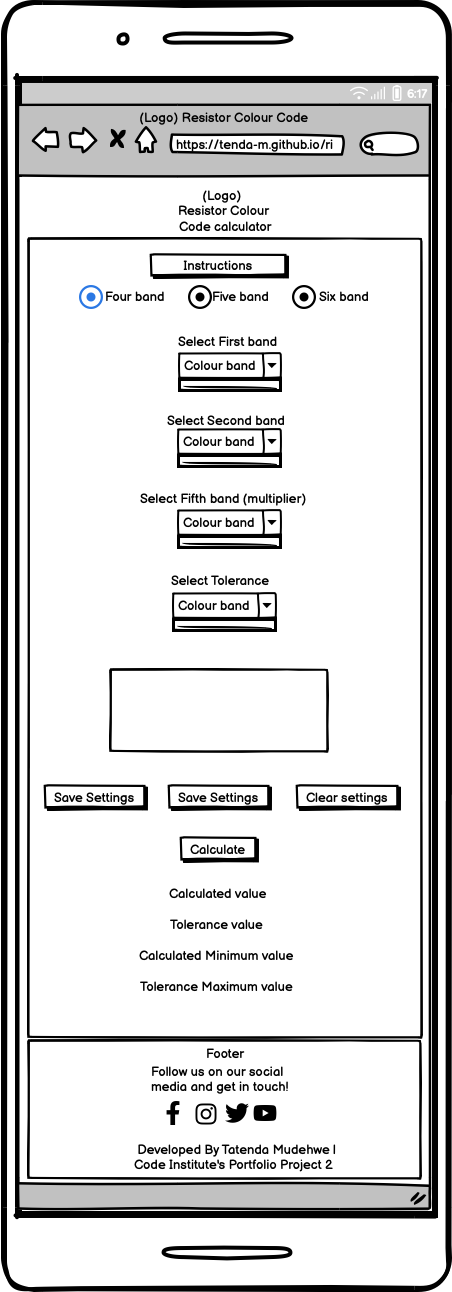 6:17
(Logo) Resistor Colour Code
https://tenda-m.github.io/ri
(Logo)
Resistor Colour
Code calculator
Instructions
Four band Five band Six band
Select First band
Colour band
Select Second band
Colour band
Select Fifth band (multiplier)
Colour band
Select Tolerance
Colour band
Save Settings Save Settings Clear settings
Calculate
Calculated value
Tolerance value
Calculated Minimum value
Tolerance Maximum value
Footer
Follow us on our social
media and get in touch!
Developed By Tatenda Mudehwe |
Code Institute's Portfolio Project 2